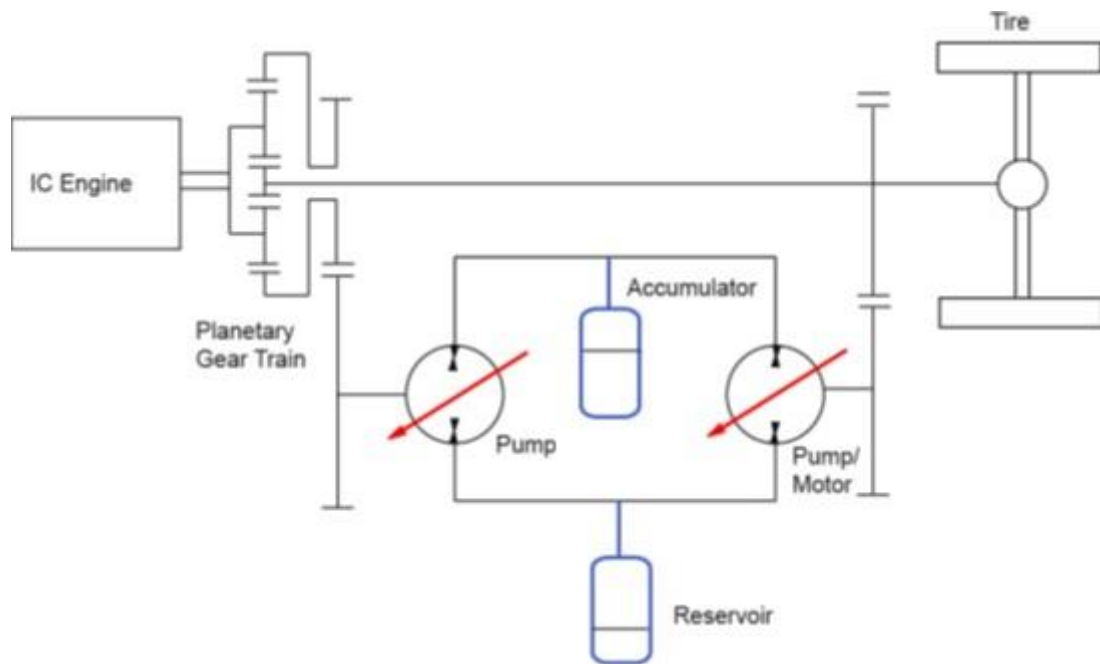 Tire
IC Engine
Accumulator
Planetary
Gear Train
Pump
Pump/
Motor
Reservoir